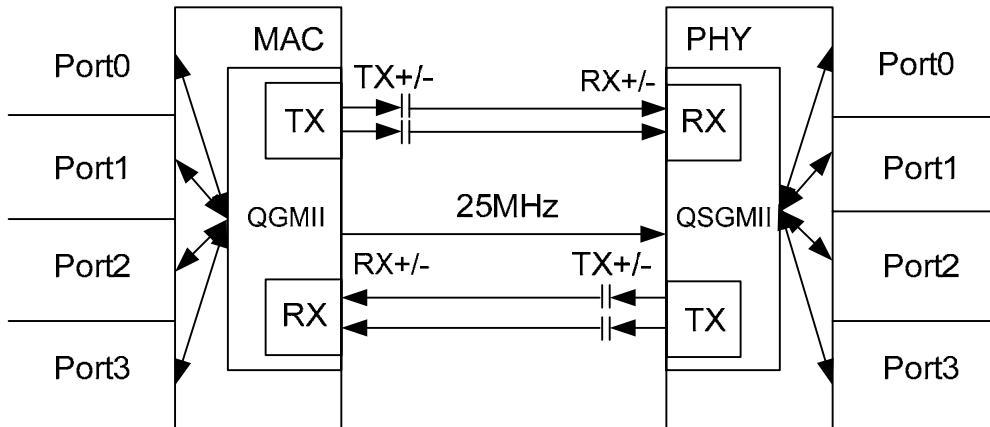 MAC
PHY
Port0
TX+/-
RX+/-
Port0
TX
RX
Port1
Port1
QGMII
25MHz
QSGMII
Port2
RX+/-
TX+/-
Port2
RX
TX
Port3
Port3